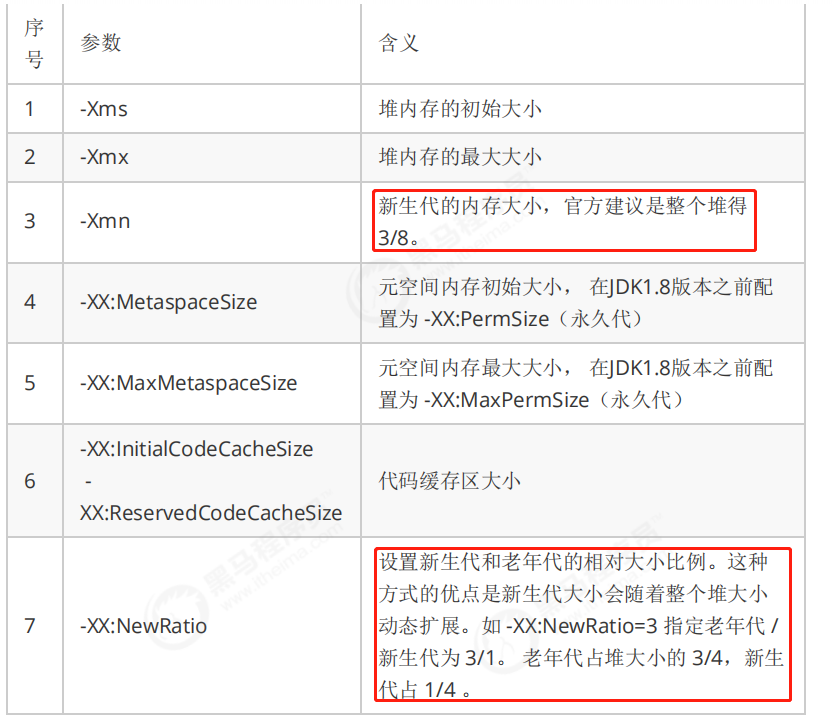 序
号
参数
含义
1
-Xms
堆内存的初始大小
2
-Xmx
堆内存的最大大小
3
-Xmn
新生代的内存大小，官方建议是整个堆得
3/8。
4
-XX:MetaspaceSize
元空间内存初始大小， 在JDK1.8版本之前配
置为 -XX:PermSize（永久代）
5
-XX:MaxMetaspaceSize
元空间内存最大大小， 在JDK1.8版本之前配
置为 -XX:MaxPermSize（永久代）
6
-XX:InitialCodeCacheSize
-
XX:ReservedCodeCacheSize
代码缓存区大小
7
-XX:NewRatio
设置新生代和老年代的相对大小比例。这种
方式的优点是新生代大小会随着整个堆大小
动态扩展。如 -XX:NewRatio=3 指定老年代 /
新生代为 3/1。 老年代占堆大小的 3/4，新生
代占 1/4 。
黑马程序员
www.itheima.com